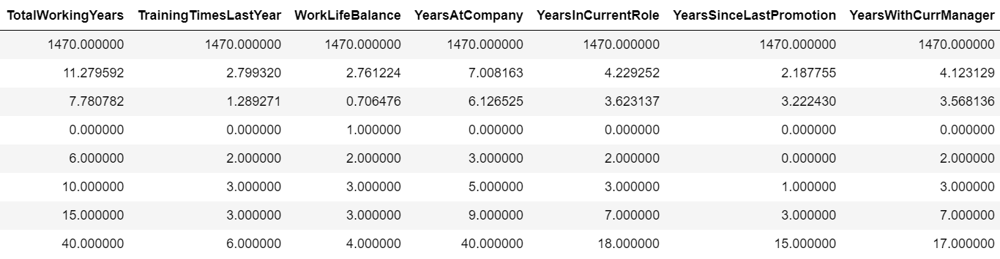 TotalWorkingYears TrainingTimesLastYear WorkLifeBalance YearsAtCompany YearsInCurrentRole YearsSinceLastPromotion YearsWithCurrManager
1470.000000 1470.000000 1470.000000 1470.000000 1470.000000 1470.000000 1470.000000
11.279592 2.799320 2.761224 7.008163 4.229252 2.187755 4.123129
7.780782 1.289271 0.706476 6.126525 3.623137 3.222430 3.568136
0.000000 0.000000 1.000000 0.000000 0.000000 0.000000 0.000000
6.000000 2.000000 2.000000 3.000000 2.000000 0.000000 2.000000
10.000000 3.000000 3.000000 5.000000 3.000000 1.000000 3.000000
15.000000 3.000000 3.000000 9.000000 7.000000 3.000000 7.000000
40.000000 6.000000 4.000000 40.000000 18.000000 15.000000 17.000000